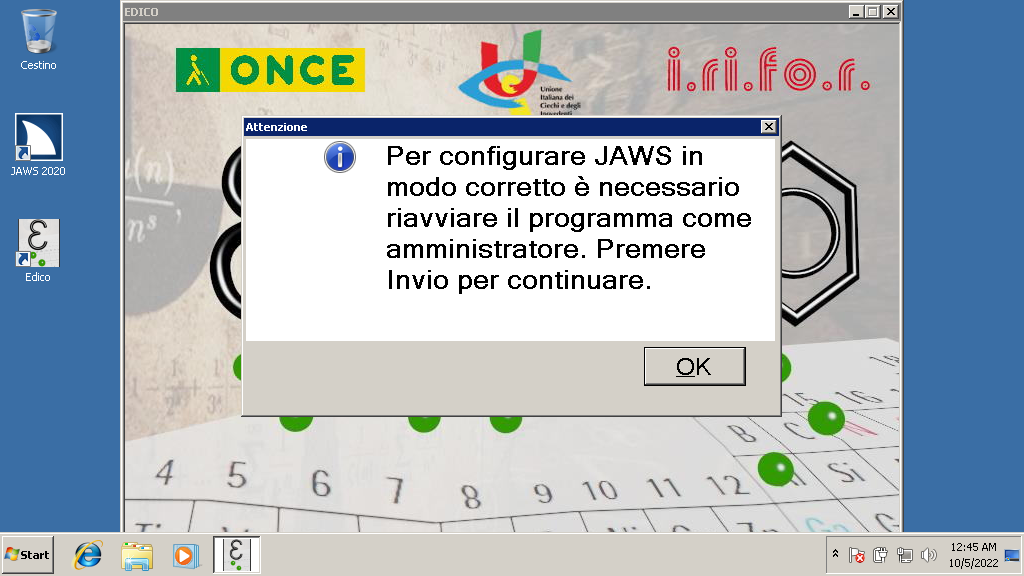 EDICO
Cestino
ONCE
i.ri.fo.r.
Unione
Italiana dei
Ciechi e degli
Attenzione
JAWS 2020
Per configurare JAWS in
modo corretto è necessario
riavviare il programma come
amministratore. Premere
Invio per continuare.
Edico
OK
15 16
B C N
4 5 6 7 8 9 10 11 12
Si
Start
12:45 AM
10/5/2022